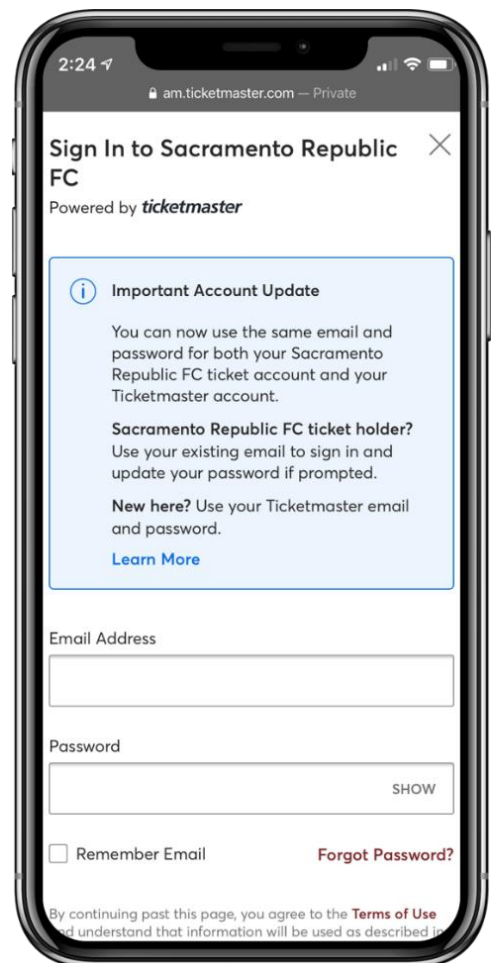 2:24
am.ticketmaster.com — Private
Sign In to Sacramento Republic
FC
Powered by ticketmaster
Important Account Update
You can now use the same email and
password for both your Sacramento
Republic FC ticket account and your
Ticketmaster account.
Sacramento Republic FC ticket holder?
Use your existing email to sign in and
update your password if prompted.
New here? Use your Ticketmaster email
and password.
Learn More
Email Address
Password
SHOW
Remember Email
Forgot Password?
By continuing past this page, you agree to the Terms of Use
and understand that information will be used as described in